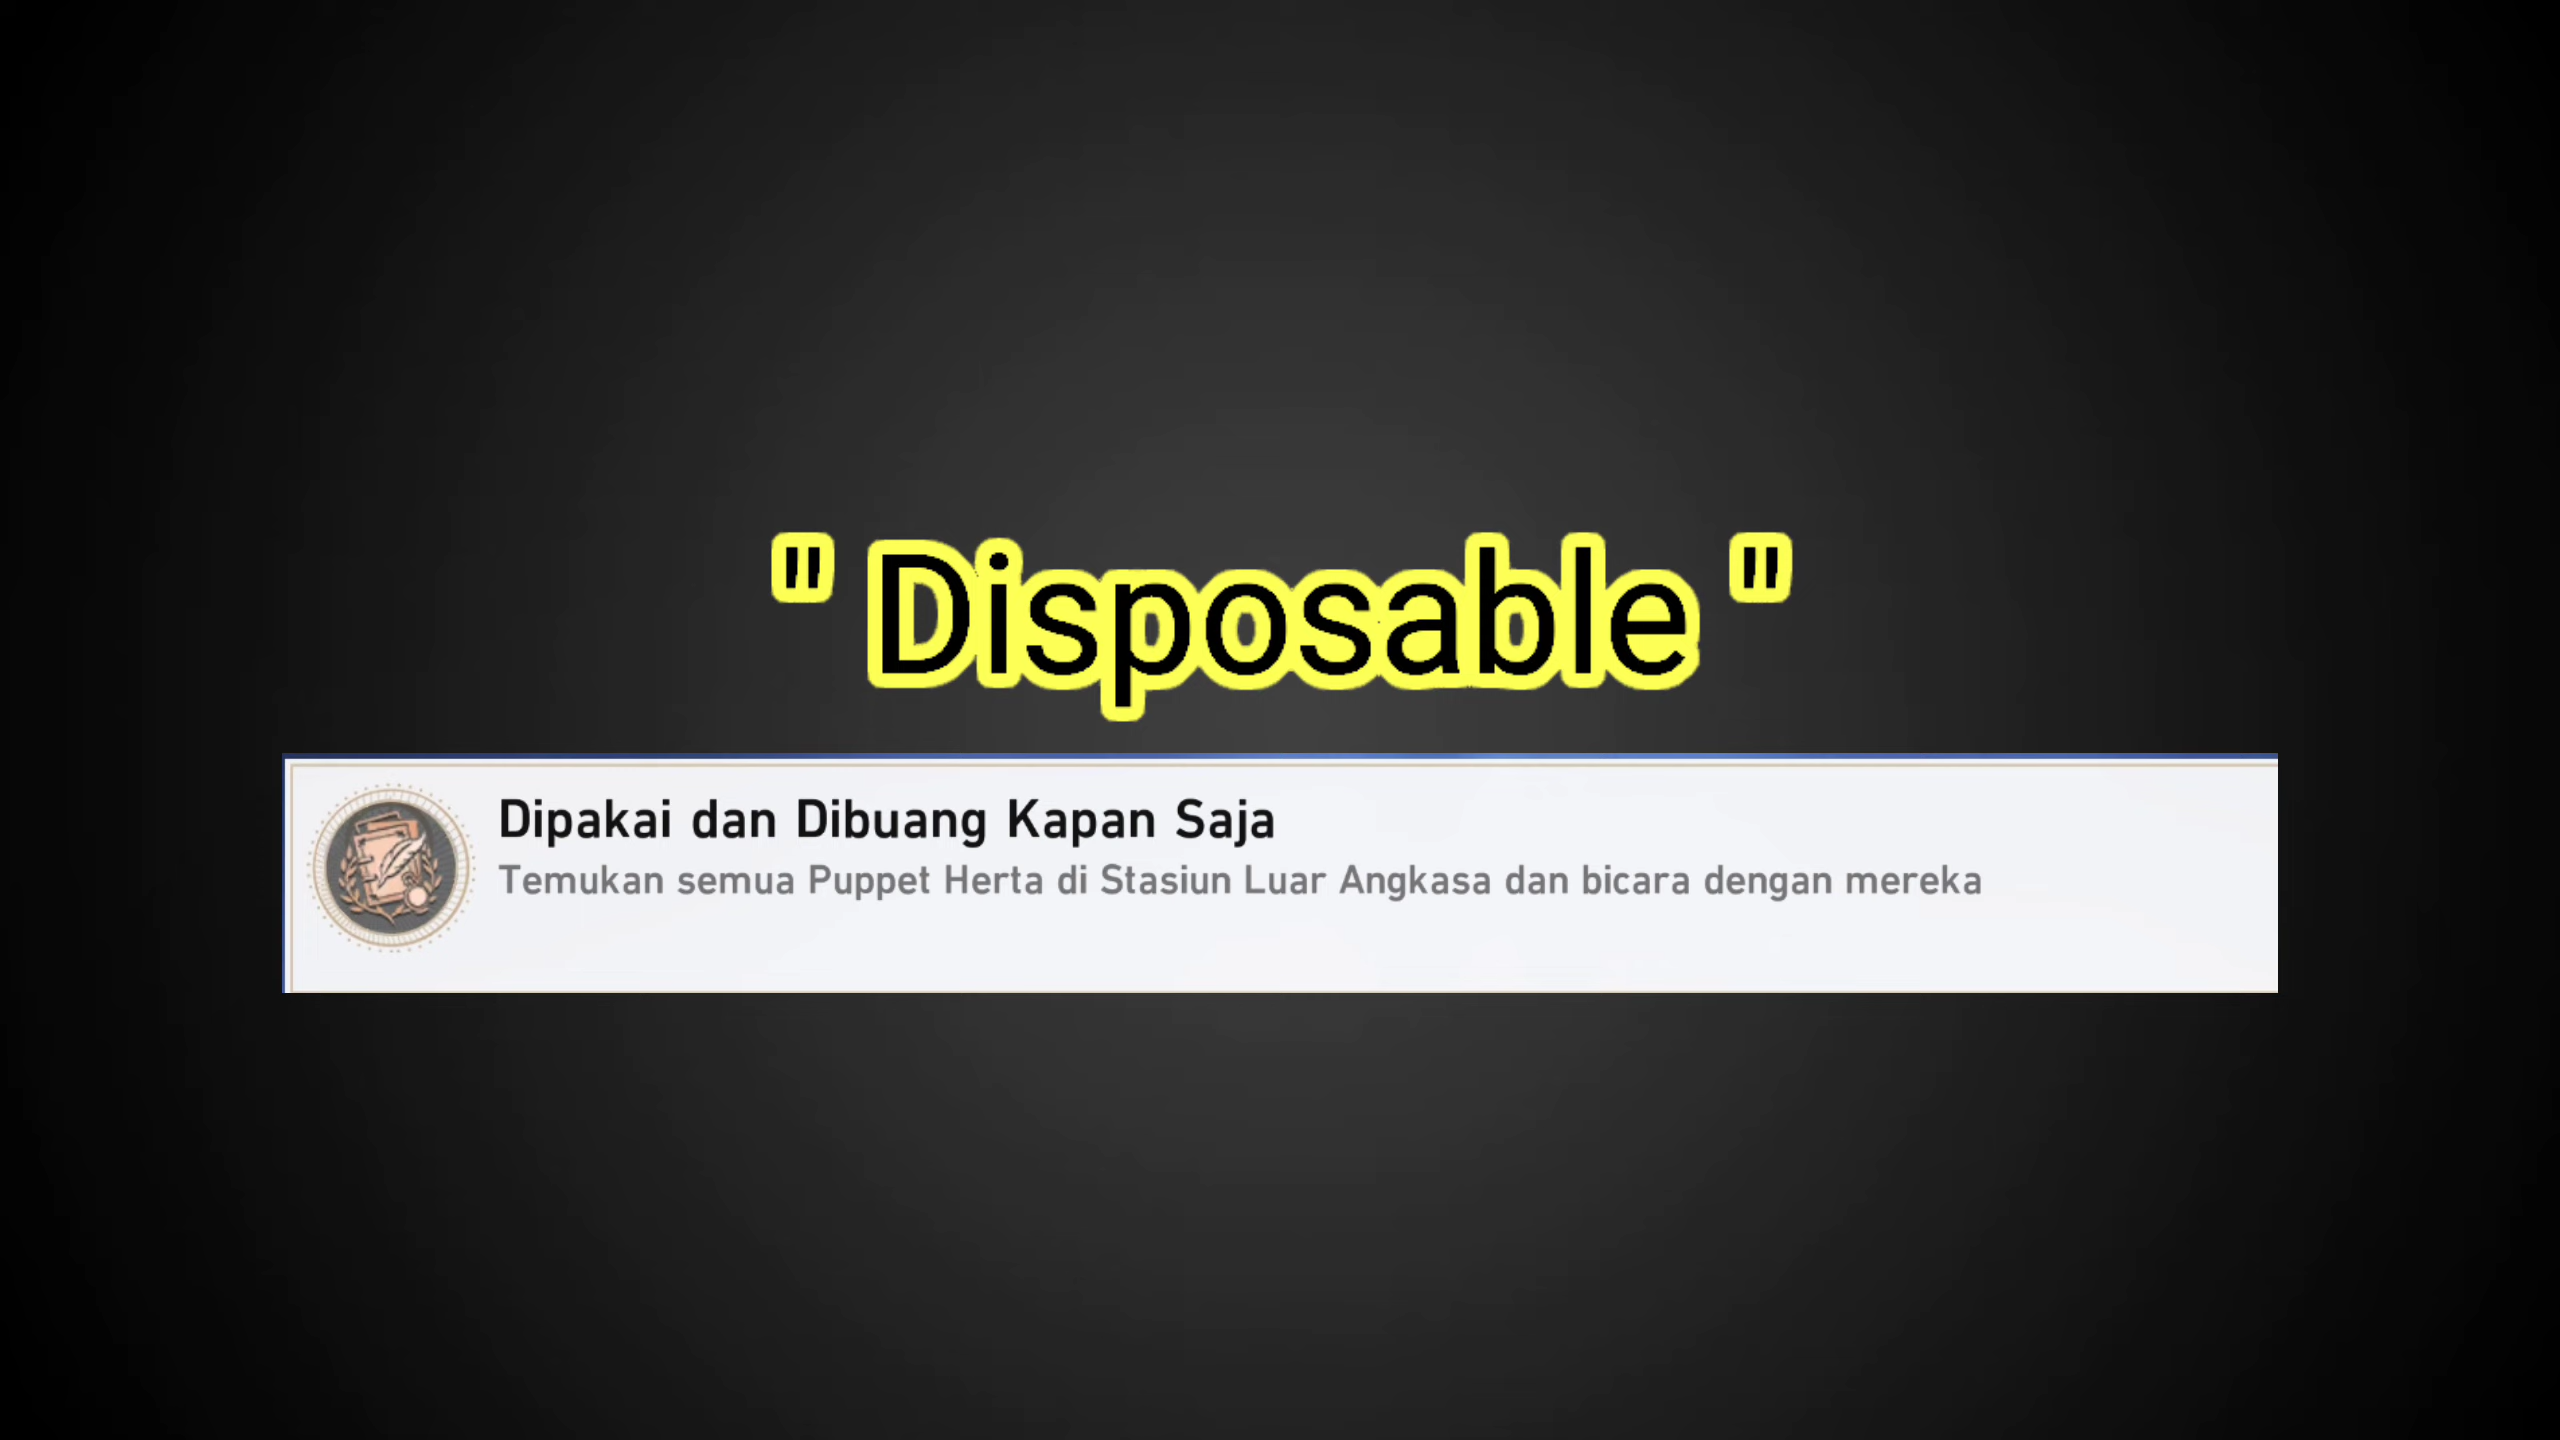 " Disposable "
Dipakai dan Dibuang Kapan Saja
Temukan semua Puppet Herta di Stasiun Luar Angkasa dan bicara dengan mereka